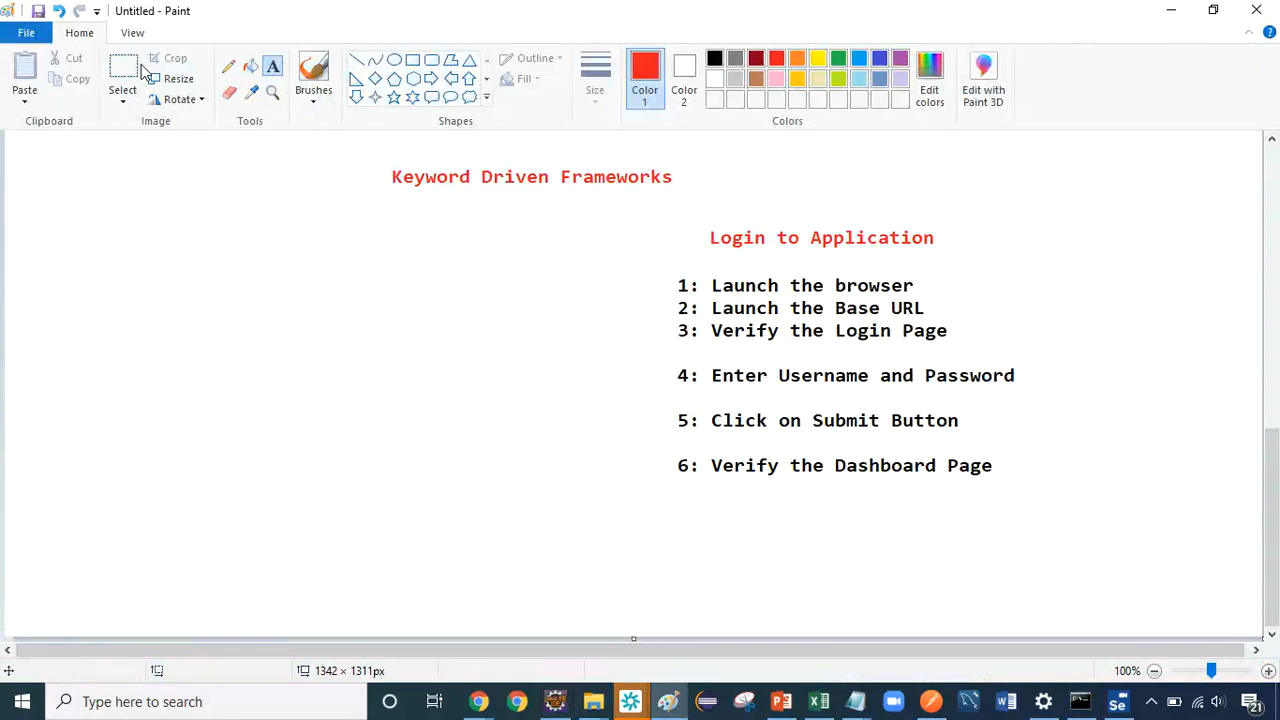 Untitled - Paint
File
Home
View
Paste
Cut
Copy
Clipboard
Select
Crop
Resize
Rotate
Image
Tools
Brushes
Shapes
Outline
Fill
Size
Color 1
Color 2
Colors
Edit colors
Edit with Paint 3D
Keyword Driven Frameworks
Login to Application
1: Launch the browser
2: Launch the Base URL
3: Verify the Login Page
4: Enter Username and Password
5: Click on Submit Button
6: Verify the Dashboard Page
1342 × 1311px
100%
Type here to search
21